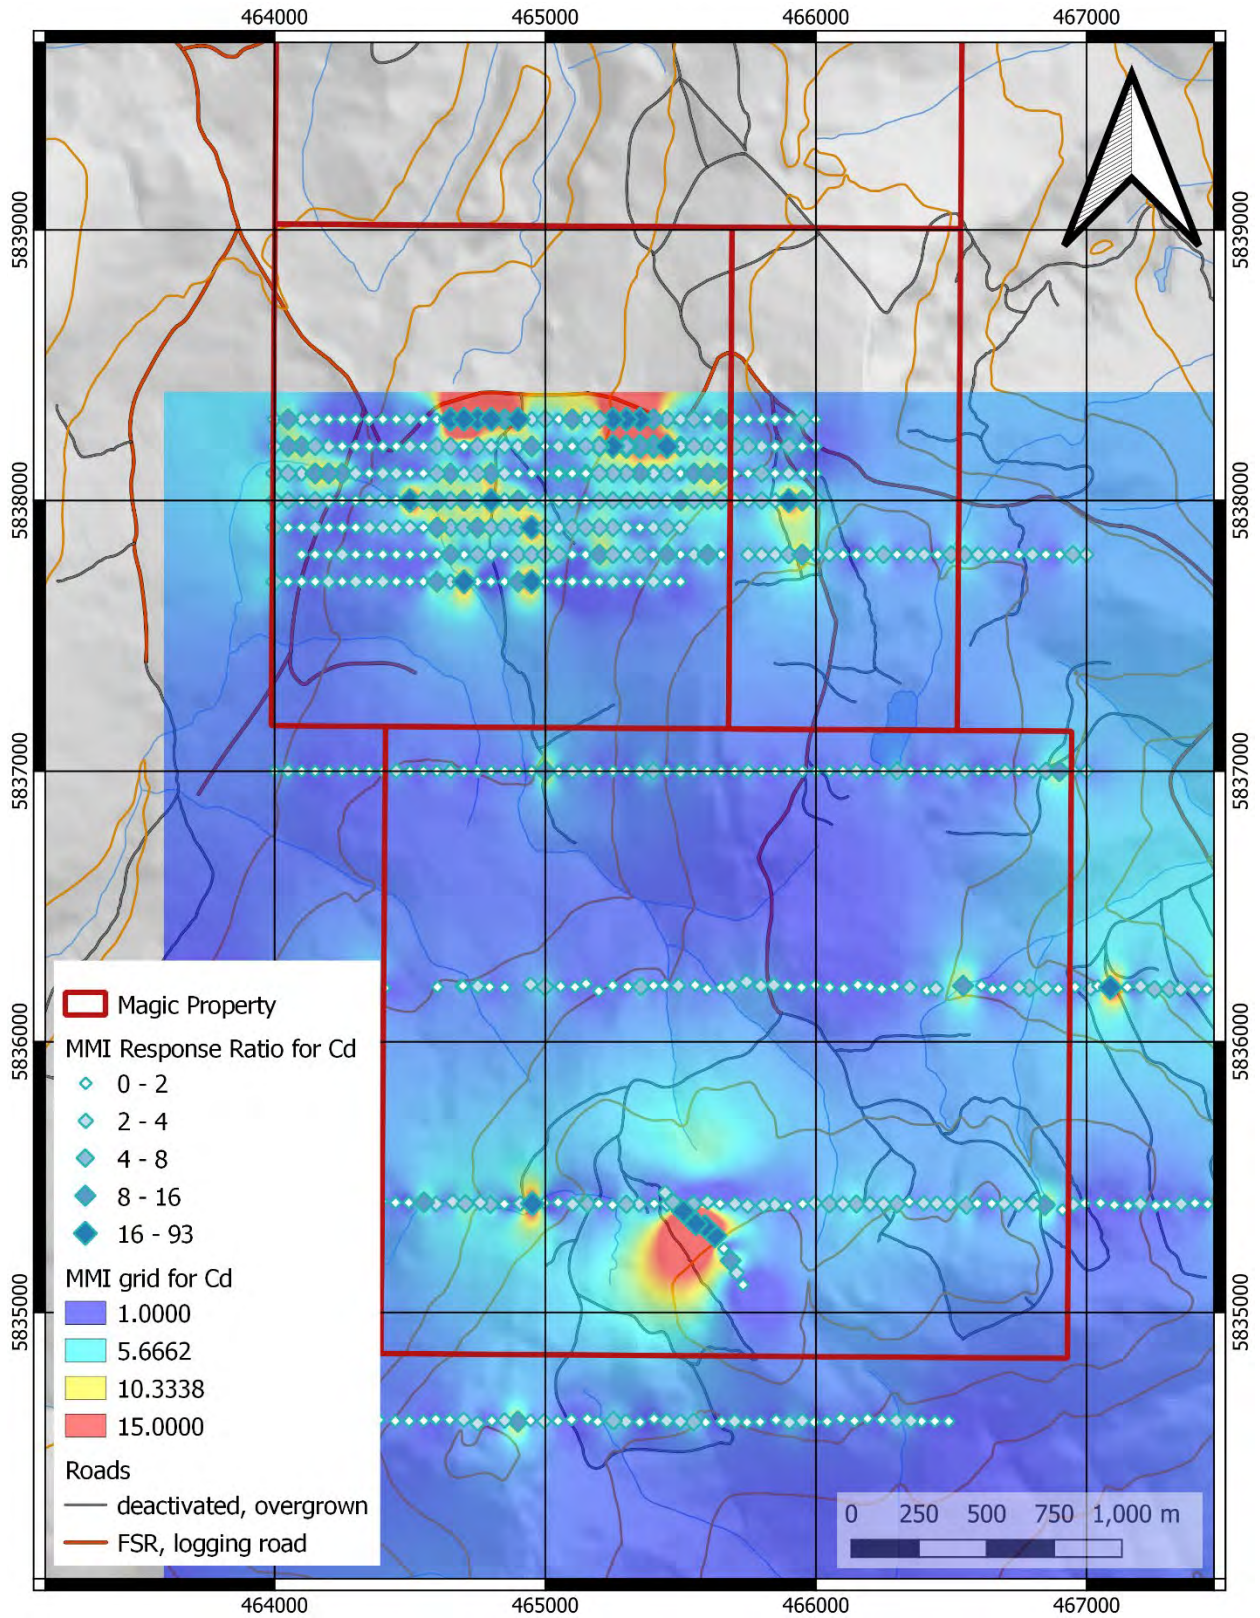 464000 465000 466000 467000
5839000 5839000
5838000 5838000
5837000 5837000
5836000 5836000
5835000 5835000
Magic Property
MMI Response Ratio for Cd
0 - 2
2 - 4
4 - 8
8 - 16
16 - 93
MMI grid for Cd
1.0000
5.6662
10.3338
15.0000
Roads
deactivated, overgrown
FSR, logging road
0 250 500 750 1,000 m
464000 465000 466000 467000